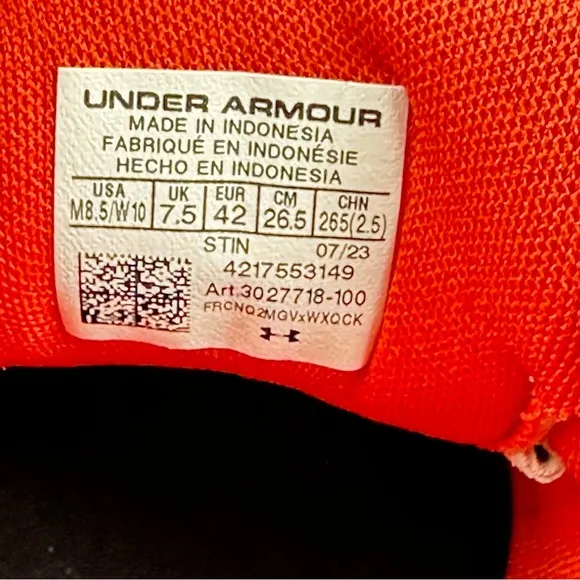 UNDER ARMOUR
MADE IN INDONESIA
FABRIQUÉ EN INDONÉSIE
HECHO EN INDONESIA
USA UK EUR CM CHN
M8.5/W10 7.5 42 26.5 265(2.5)
STIN 07/23
4217553149
Art.3027718-100
FRCNQ2MGVxWXQCK